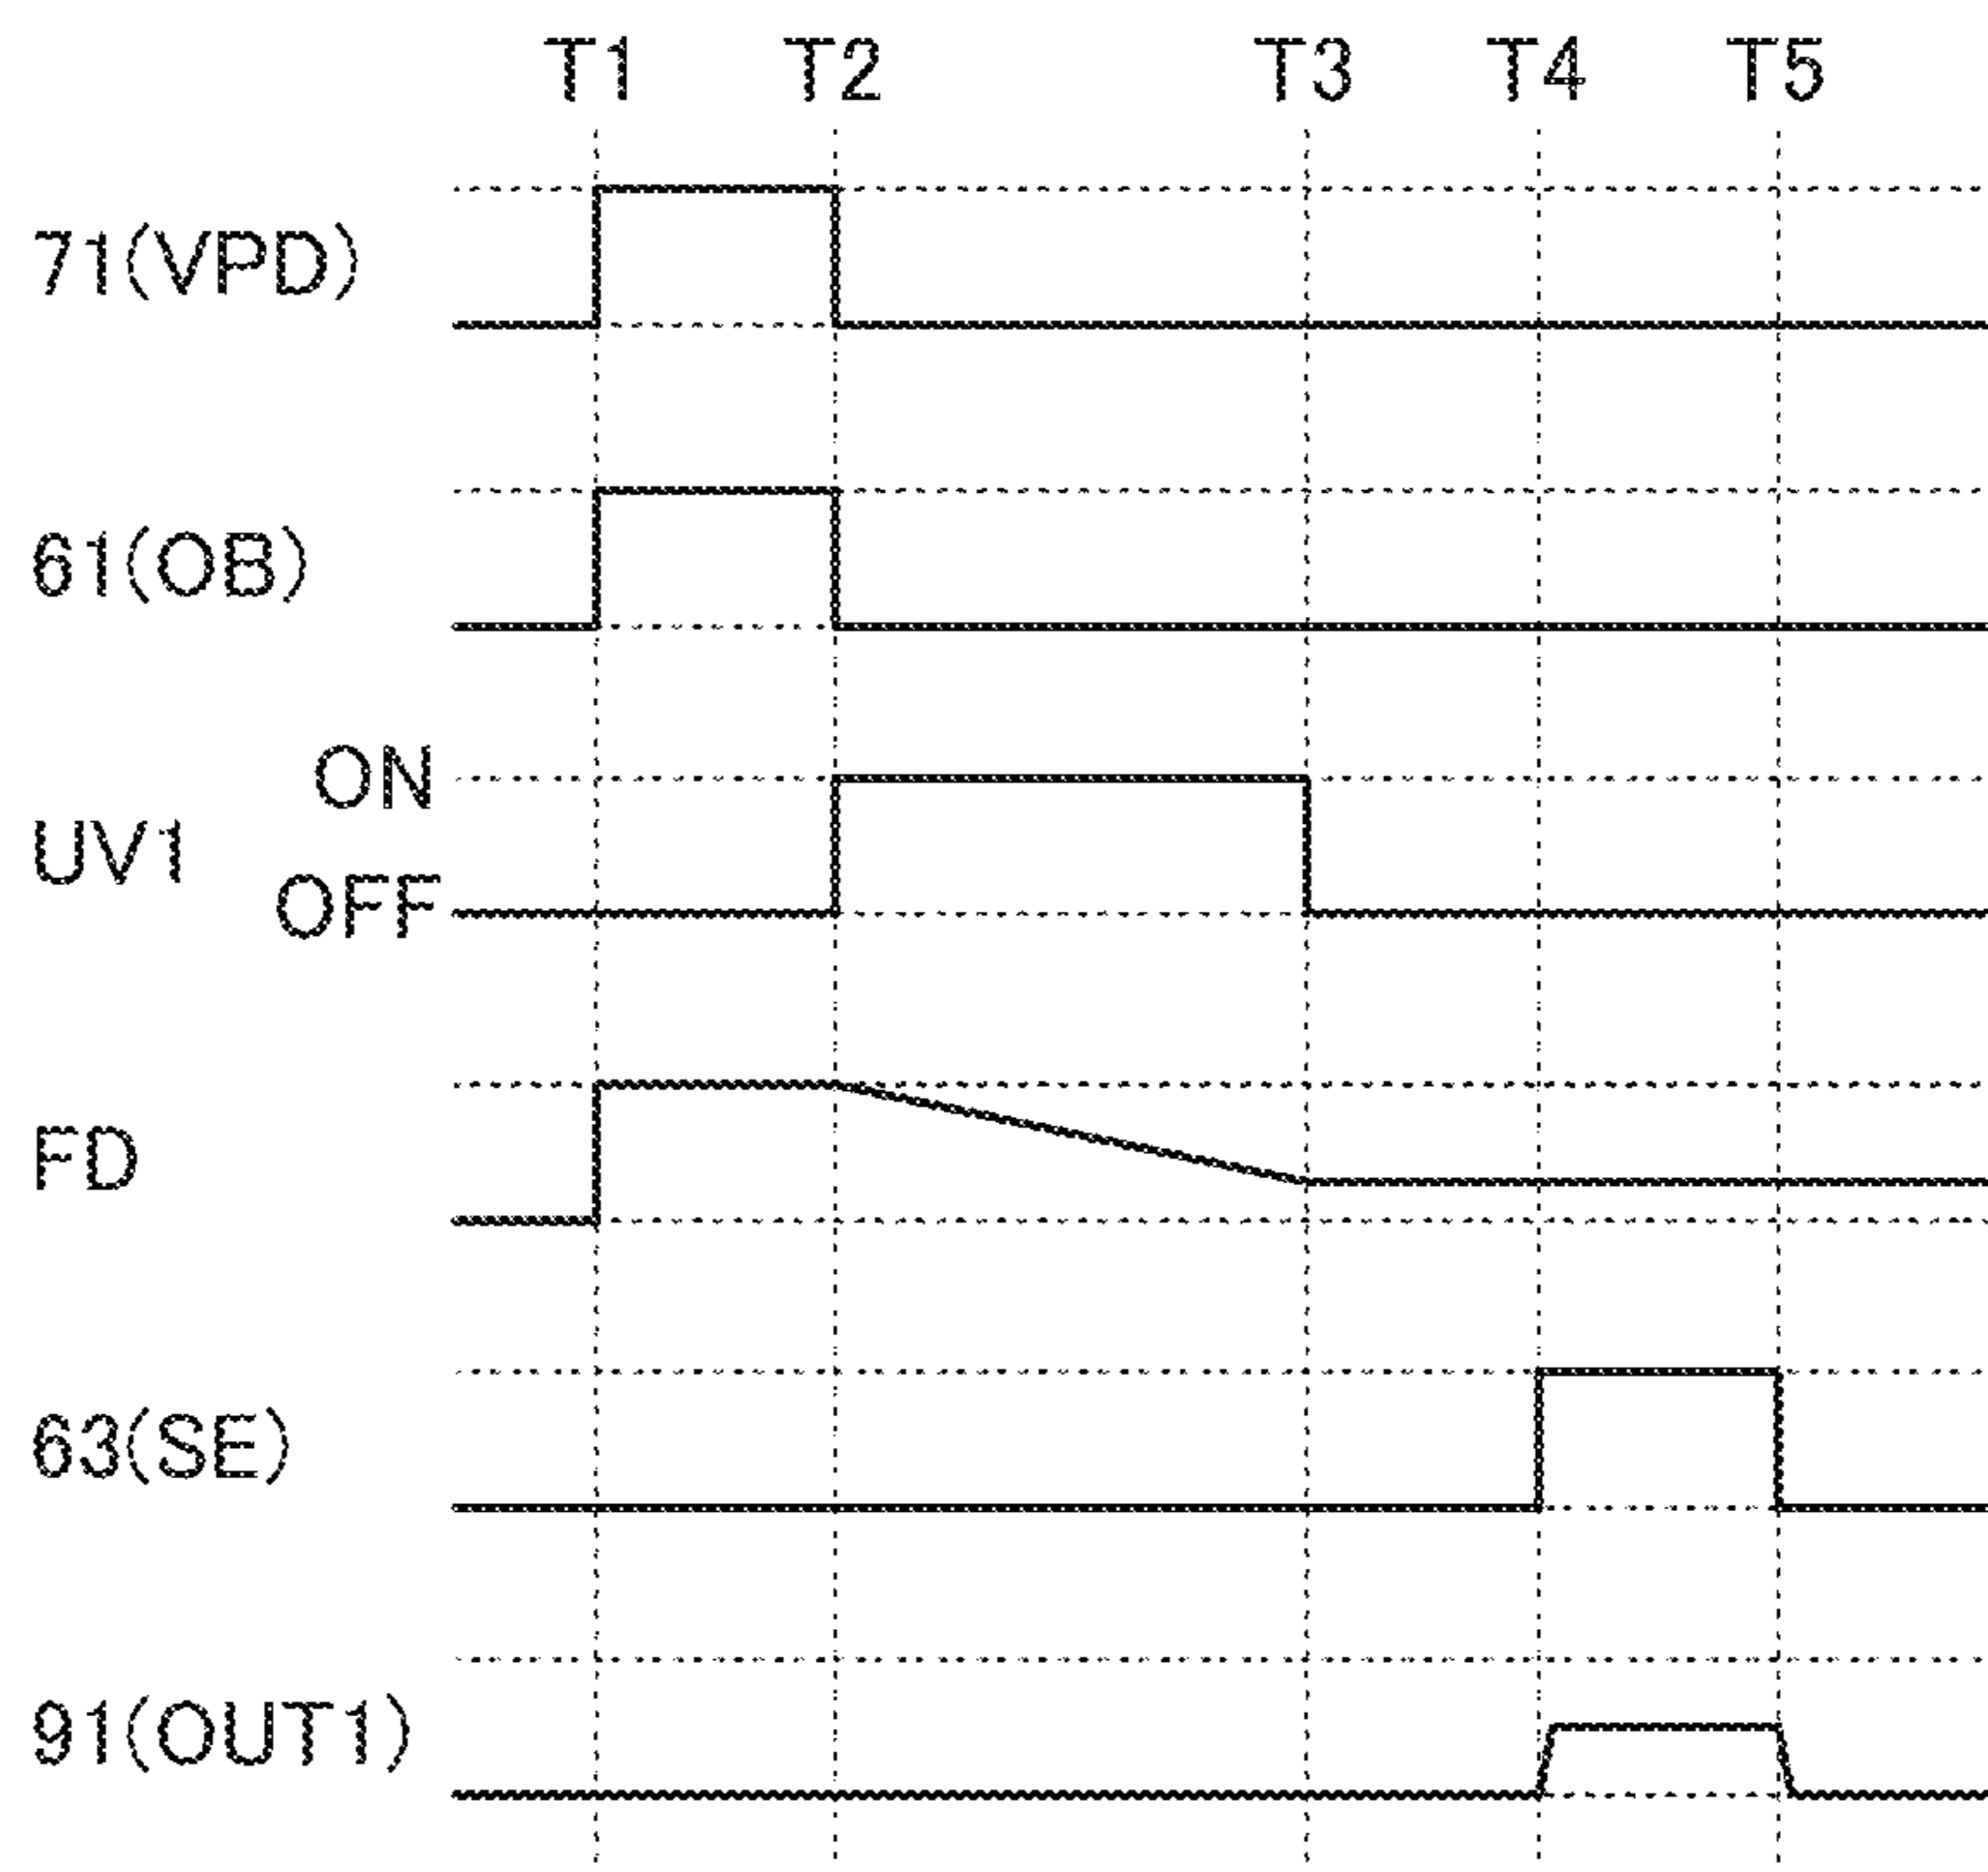 T1 T2 T3 T4 T5
71(VPD)
61(OB)
ON
UV1
OFF
FD
63(SE)
91(OUT1)